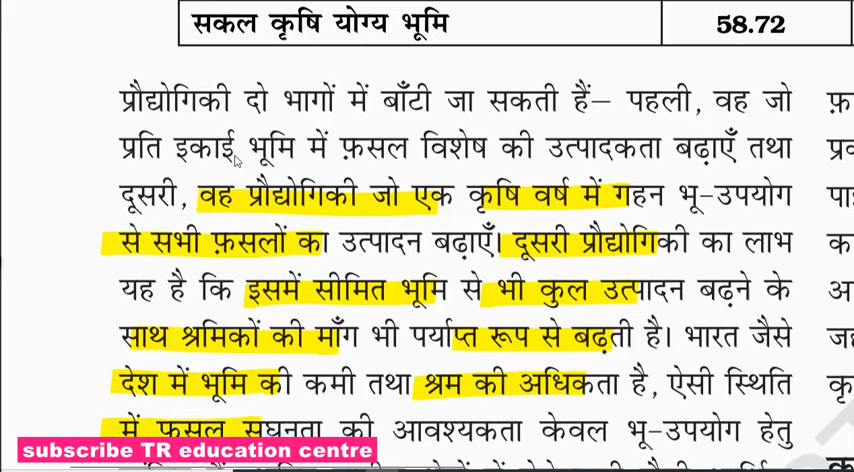 सकल कृषि योग्य भूमि 58.72
प्रौद्योगिकी दो भागों में बाँटी जा सकती हैं– पहली, वह जो
प्रति इकाई भूमि में फ़सल विशेष की उत्पादकता बढ़ाएँ तथा
दूसरी, वह प्रौद्योगिकी जो एक कृषि वर्ष में गहन भू-उपयोग
से सभी फ़सलों का उत्पादन बढ़ाएँ। दूसरी प्रौद्योगिकी का लाभ
यह है कि इसमें सीमित भूमि से भी कुल उत्पादन बढ़ने के
साथ श्रमिकों की माँग भी पर्याप्त रूप से बढ़ती है। भारत जैसे
देश में भूमि की कमी तथा श्रम की अधिकता है, ऐसी स्थिति
में फसल सघनता की आवश्यकता केवल भू-उपयोग हेतु
subscribe TR education centre